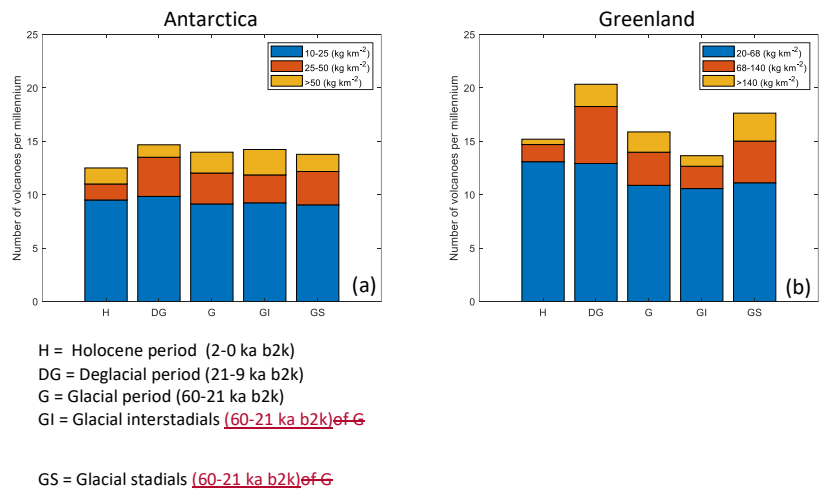 Antarctica
Greenland
25
20
15
10
5
0
Number of volcanoes per millennium
10-25 (kg km-2)
25-50 (kg km-2)
>50 (kg km-2)
H DG G GI GS
(a)
25
20
15
10
5
0
Number of volcanoes per millennium
20-68 (kg km-2)
68-140 (kg km-2)
>140 (kg km-2)
H DG G GI GS
(b)
H = Holocene period (2-0 ka b2k)
DG = Deglacial period (21-9 ka b2k)
G = Glacial period (60-21 ka b2k)
GI = Glacial interstadials (60-21 ka b2k)of G
GS = Glacial stadials (60-21 ka b2k)of G